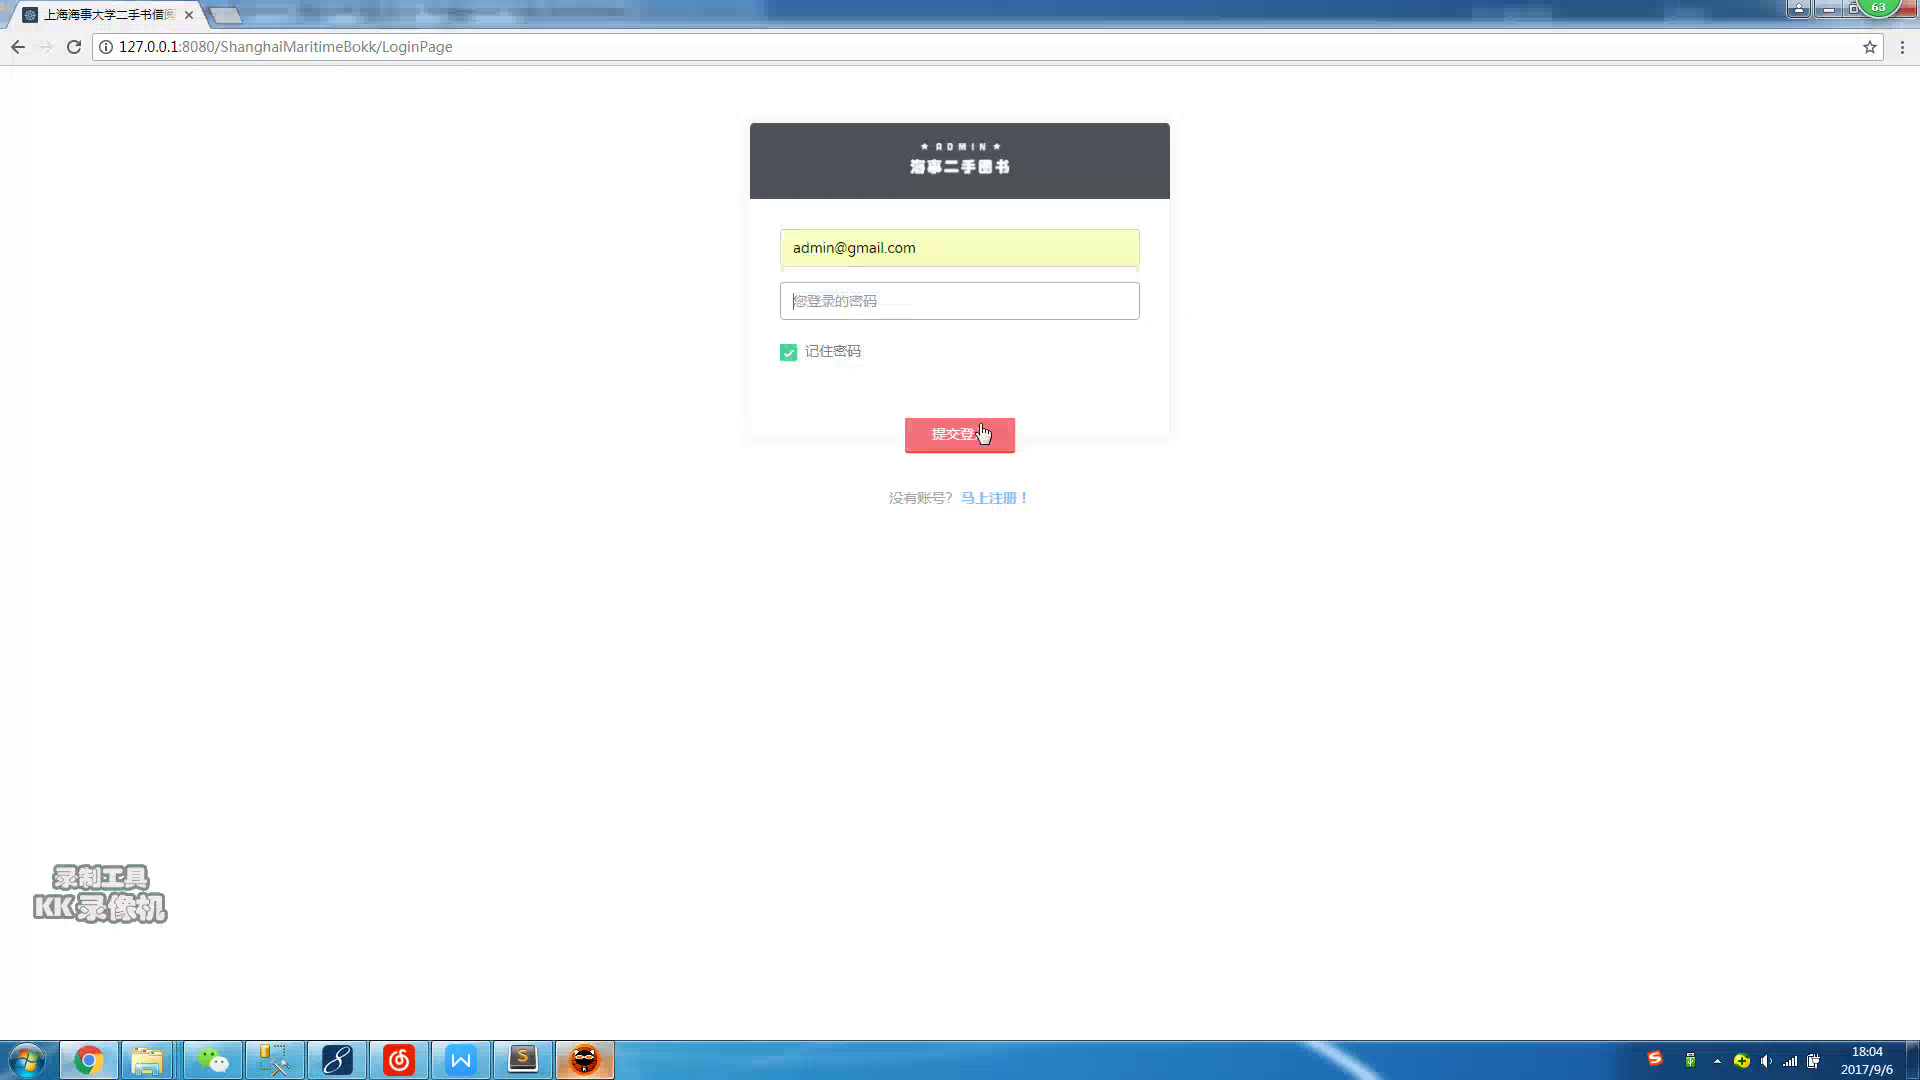 上海海事大学二手书借阅
63
127.0.0.1:8080/ShanghaiMaritimeBokk/LoginPage
★ ADMIN ★
海事二手图书
admin@gmail.com
您登录的密码
记住密码
提交登
没有账号? 马上注册！
录制工具
KK录像机
18:04
2017/9/6